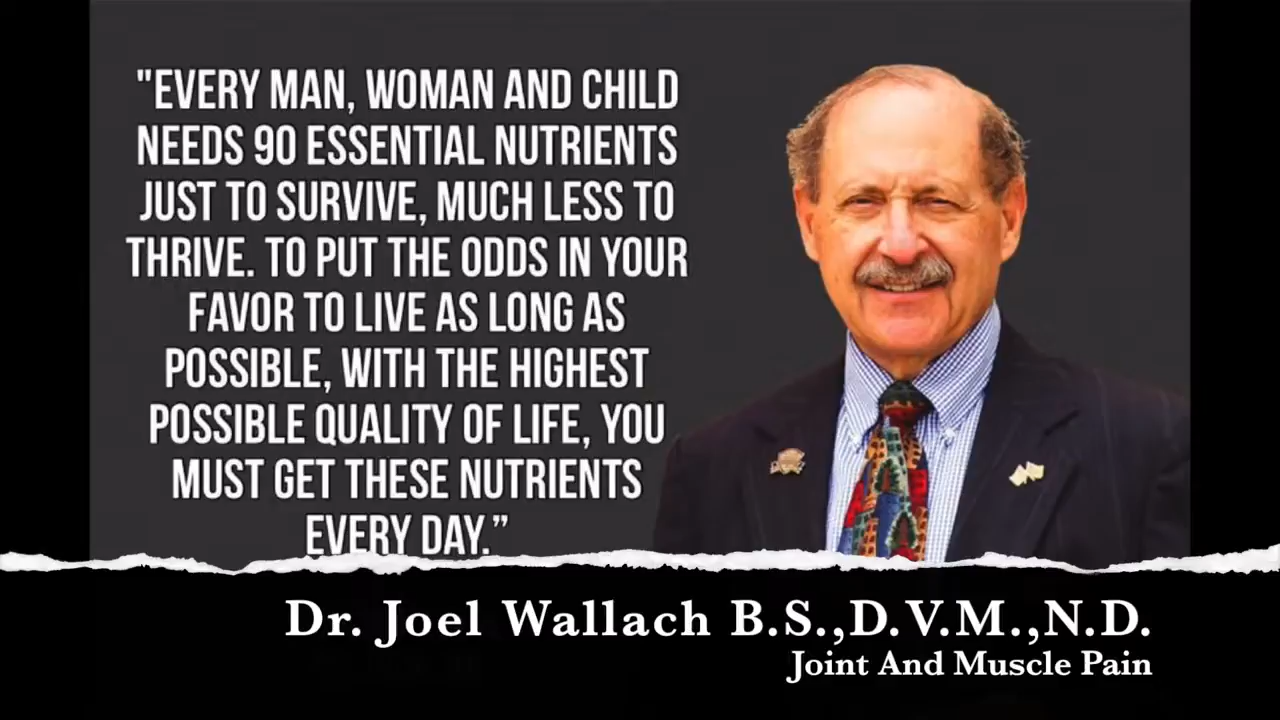 "EVERY MAN, WOMAN AND CHILD
NEEDS 90 ESSENTIAL NUTRIENTS
JUST TO SURVIVE, MUCH LESS TO
THRIVE. TO PUT THE ODDS IN YOUR
FAVOR TO LIVE AS LONG AS
POSSIBLE, WITH THE HIGHEST
POSSIBLE QUALITY OF LIFE, YOU
MUST GET THESE NUTRIENTS
EVERY DAY.”
Dr. Joel Wallach B.S.,D.V.M.,N.D.
Joint And Muscle Pain